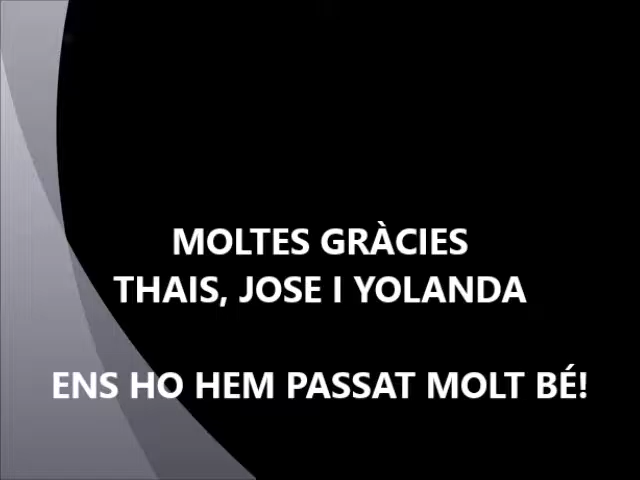 MOLTES GRÀCIES
THAIS, JOSE I YOLANDA
ENS HO HEM PASSAT MOLT BÉ!